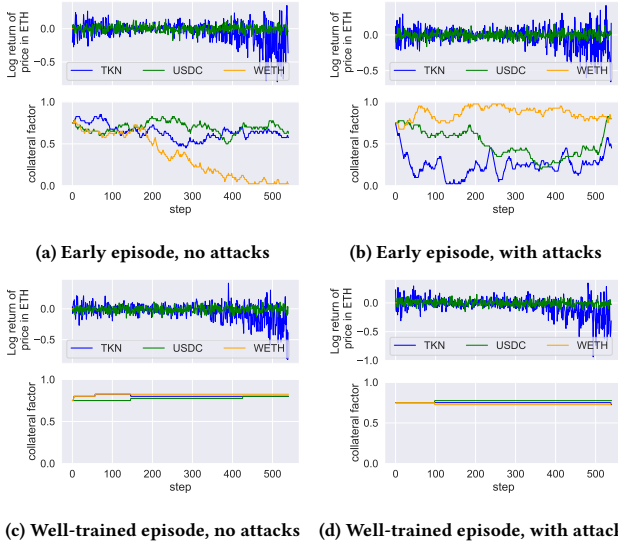 Log return of
price in ETH
0.0
−0.5
TKN USDC WETH
collateral factor
1.0
0.5
0.0
0 100 200 300 400 500
step
(a) Early episode, no attacks
Log return of
price in ETH
0.0
−0.5
TKN USDC WETH
collateral factor
1.0
0.5
0.0
0 100 200 300 400 500
step
(b) Early episode, with attacks
Log return of
price in ETH
0.0
−0.5
TKN USDC WETH
collateral factor
1.0
0.5
0.0
0 100 200 300 400 500
step
(c) Well-trained episode, no attacks
Log return of
price in ETH
0.0
−0.5
−1.0
TKN USDC WETH
collateral factor
1.0
0.5
0.0
0 100 200 300 400 500
step
(d) Well-trained episode, with attack